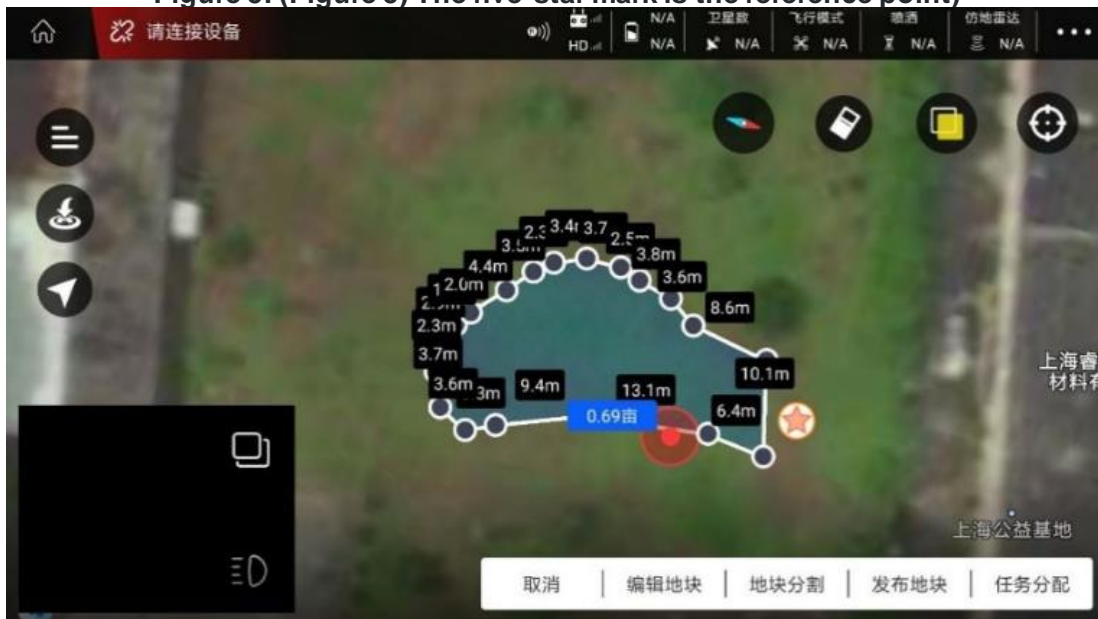 Figure 5. (Figure 5) The five-star mark is the reference point)
请连接设备
HD
N/A
N/A
卫星数
N/A
飞行模式
N/A
喷洒
N/A
仿地雷达
N/A
3.4m
3.7
2.5m
3.8m
4.4m
3.6m
2.0m
8.6m
2.3m
3.7m
10.1m
3.6m
9.4m
13.1m
6.4m
0.69亩
上海睿
材料有
上海公益基地
取消
编辑地块
地块分割
发布地块
任务分配